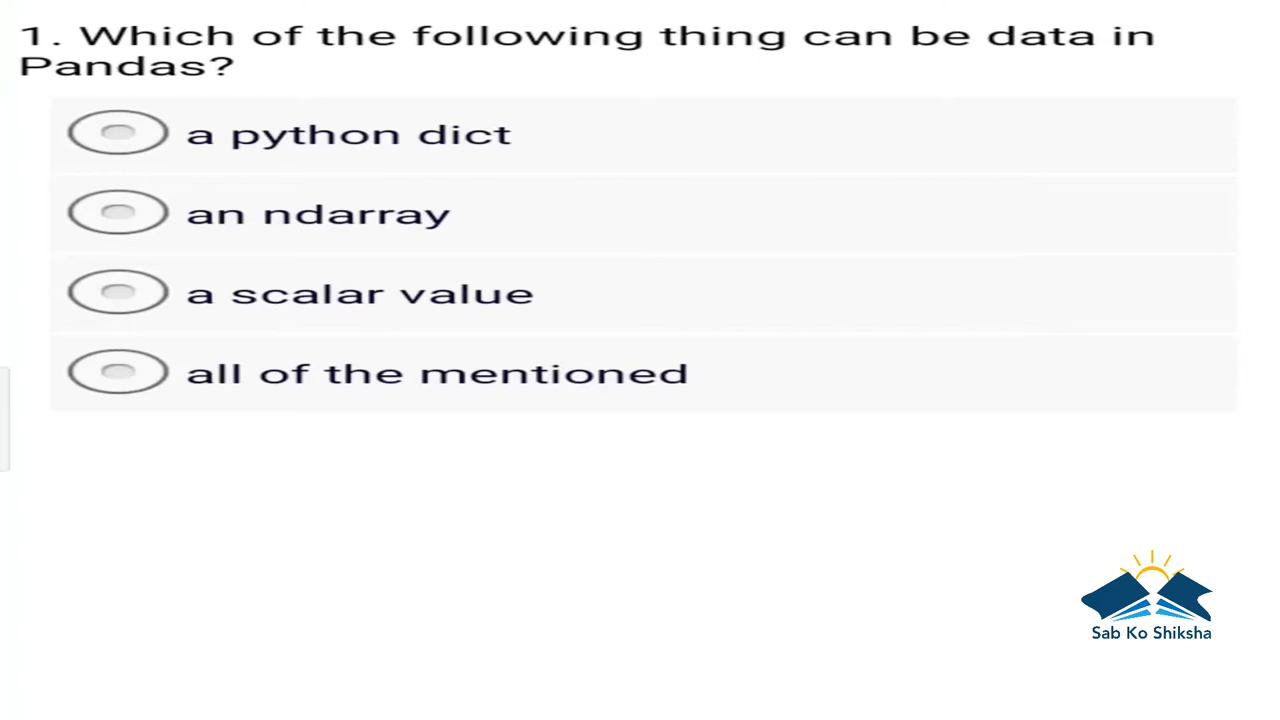 1. Which of the following thing can be data in
Pandas?
a python dict
an ndarray
a scalar value
all of the mentioned
Sab Ko Shiksha